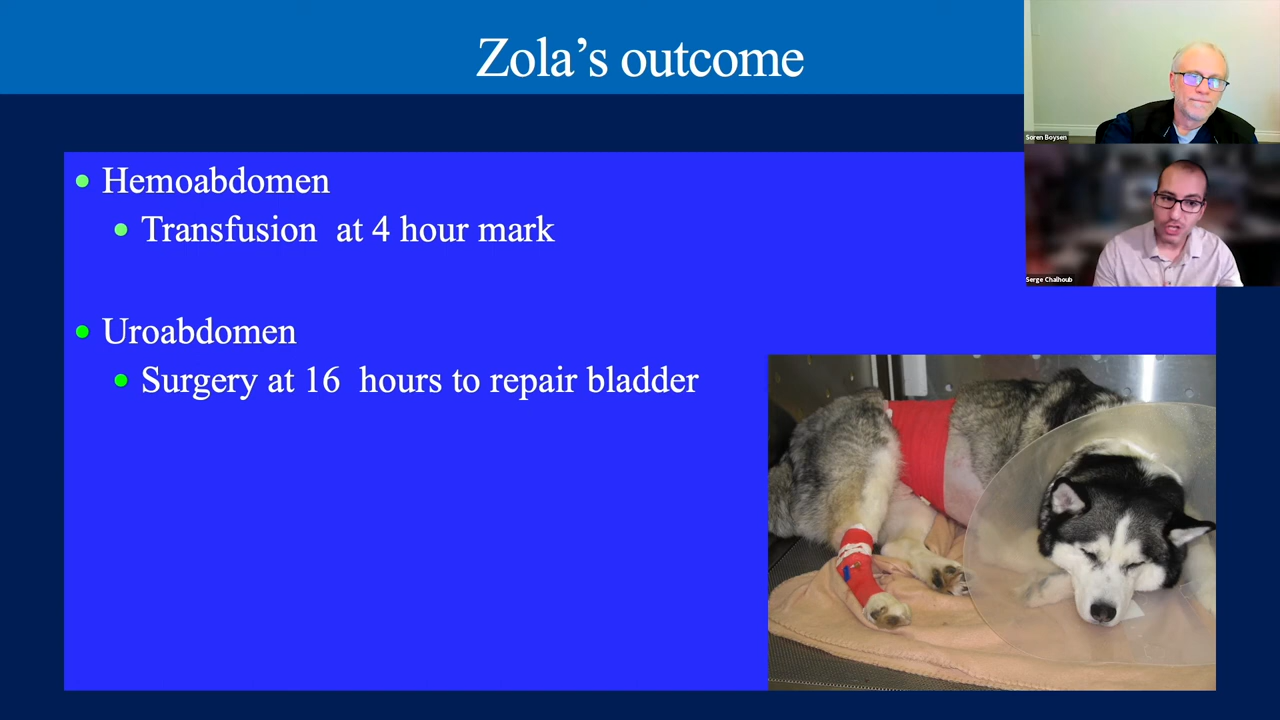 Zola's outcome
Hemoabdomen
Transfusion at 4 hour mark
Uroabdomen
Surgery at 16 hours to repair bladder
Soren Boysen
Serge Chalhoub